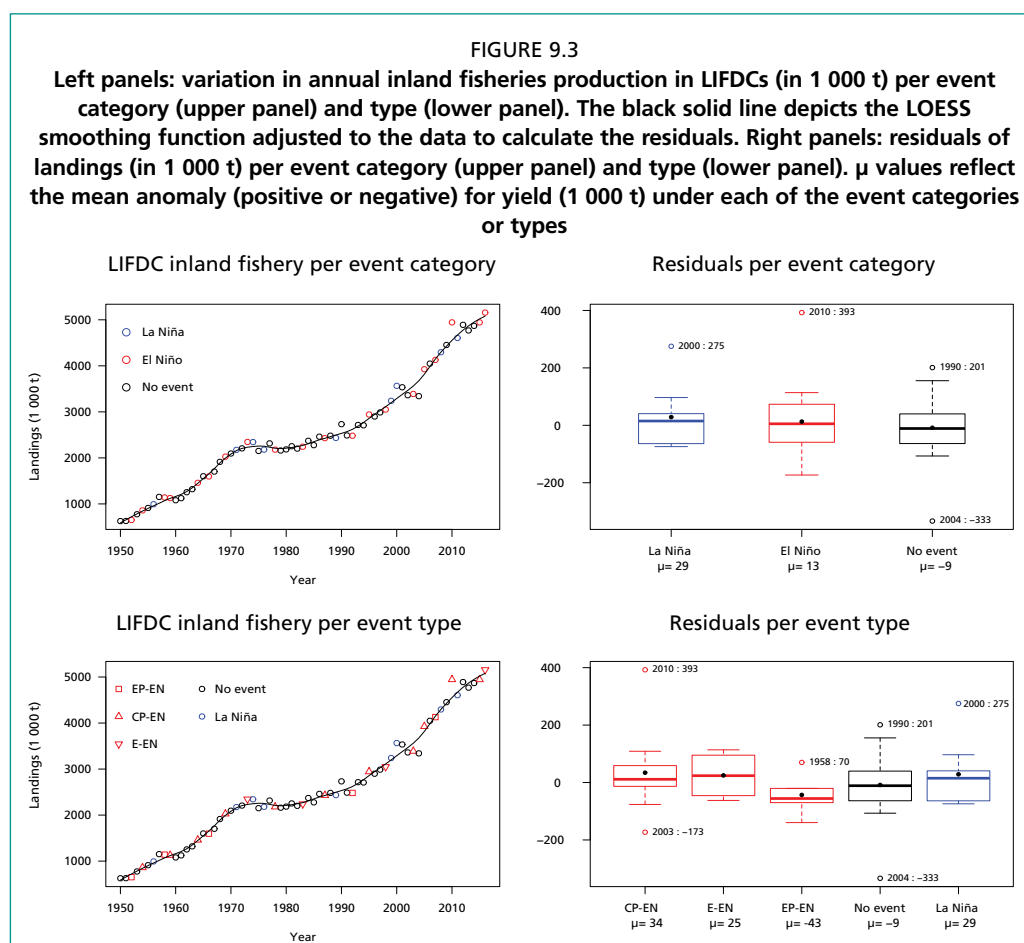 FIGURE 9.3
Left panels: variation in annual inland fisheries production in LIFDCs (in 1 000 t) per event
category (upper panel) and type (lower panel). The black solid line depicts the LOESS
smoothing function adjusted to the data to calculate the residuals. Right panels: residuals of
landings (in 1 000 t) per event category (upper panel) and type (lower panel). µ values reflect
the mean anomaly (positive or negative) for yield (1 000 t) under each of the event categories
or types
LIFDC inland fishery per event category
Landings (1 000 t)
5000
4000
3000
2000
1000
La Niña
El Niño
No event
1950 1960 1970 1980 1990 2000 2010
Year
Residuals per event category
400
200
0
−200
2010 : 393
2000 : 275
1990 : 201
2004 : −333
La Niña El Niño No event
µ= 29 µ= 13 µ= −9
LIFDC inland fishery per event type
Landings (1 000 t)
5000
4000
3000
2000
1000
EP-EN No event
CP-EN La Niña
E-EN
1950 1960 1970 1980 1990 2000 2010
Year
Residuals per event type
400
200
0
−200
2010 : 393
2000 : 275
1990 : 201
1958 : 70
2003 : −173
2004 : −333
CP-EN E-EN EP-EN No event La Niña
µ= 34 µ= 25 µ= -43 µ= −9 µ= 29